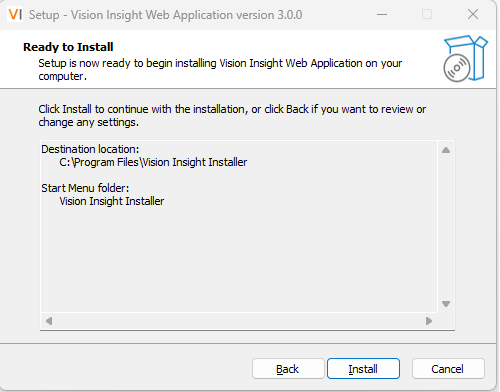 VI Setup - Vision Insight Web Application version 3.0.0
Ready to Install
Setup is now ready to begin installing Vision Insight Web Application on your
computer.
Click Install to continue with the installation, or click Back if you want to review or
change any settings.
Destination location:
C:\Program Files\Vision Insight Installer
Start Menu folder:
Vision Insight Installer
Back Install Cancel